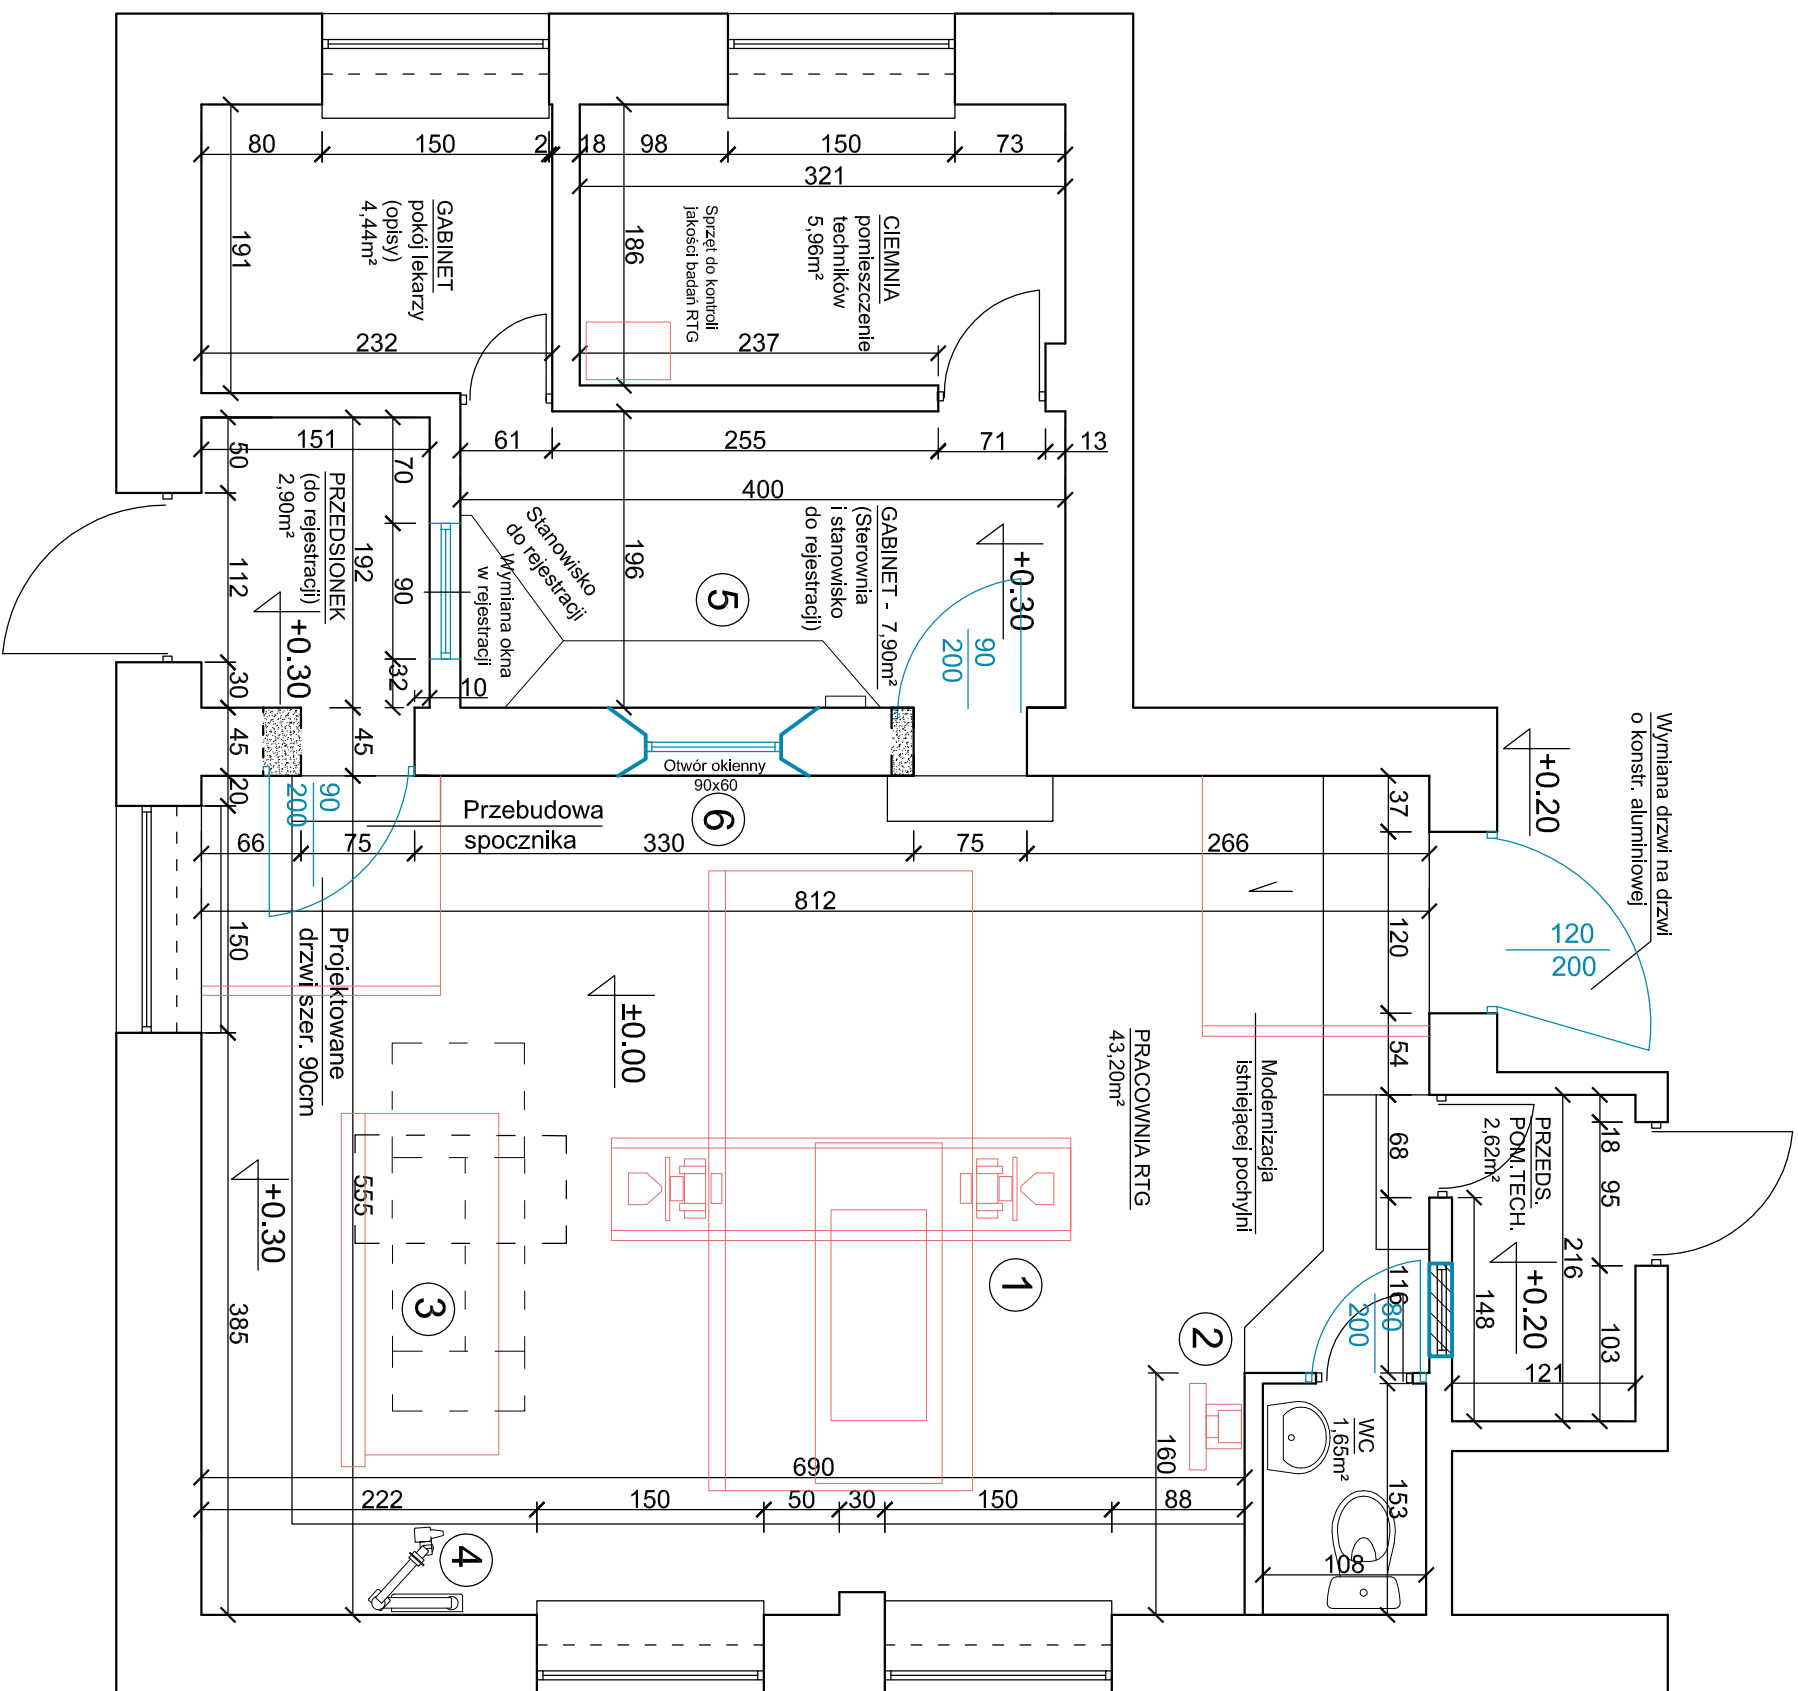 80
150
2
18
98
150
73
321
GABINET
pokój lekarzy
(opisy)
4,44m²
191
186
Sprzęt do kontroli
jakości badań RTG
CIEMNIA
pomieszczenie
techników
5,96m²
232
237
151
61
255
71
13
50
70
400
PRZEDSIONEK
(do rejestracji)
2,90m²
192
112
90
196
Stanowisko
do rejestracji
Wymiana okna
w rejestracji
5
GABINET - 7,90m²
(Sterownia
i stanowisko
do rejestracji)
+0.30
90
200
+0.30
30
32
10
45
45
Otwór okienny
90x60
6
20
90
200
Przebudowa
spocznika
66
75
330
75
266
812
37
+0.20
Wymiana drzwi na drzwi
o konstr. aluminiowej
120
200
120
150
Projektowane
drzwi szer. 90cm
±0.00
54
PRACOWNIA RTG
43,20m²
Modernizacja
istniejącej pochylni
68
PRZEDS.
POM.TECH.
2,62m²
18
95
216
+0.20
148
103
121
+0.30
555
385
3
1
2
116
80
200
WC
1,65m²
153
108
160
690
222
150
50
30
150
88
4